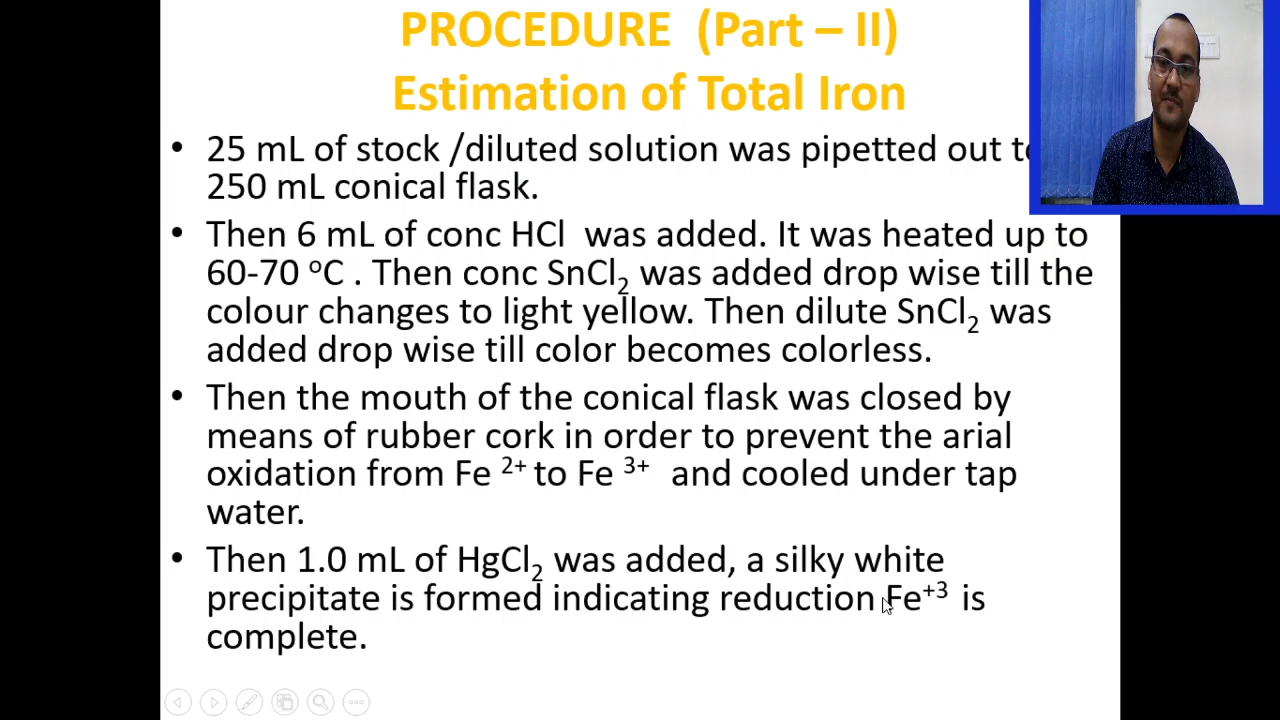 PROCEDURE (Part – II)
Estimation of Total Iron
• 25 mL of stock /diluted solution was pipetted out
250 mL conical flask.
• Then 6 mL of conc HCl was added. It was heated up to
60-70 ᵒC . Then conc SnCl₂ was added drop wise till the
colour changes to light yellow. Then dilute SnCl₂ was
added drop wise till color becomes colorless.
• Then the mouth of the conical flask was closed by
means of rubber cork in order to prevent the arial
oxidation from Fe ²⁺ to Fe ³⁺ and cooled under tap
water.
• Then 1.0 mL of HgCl₂ was added, a silky white
precipitate is formed indicating reduction Fe⁺³ is
complete.